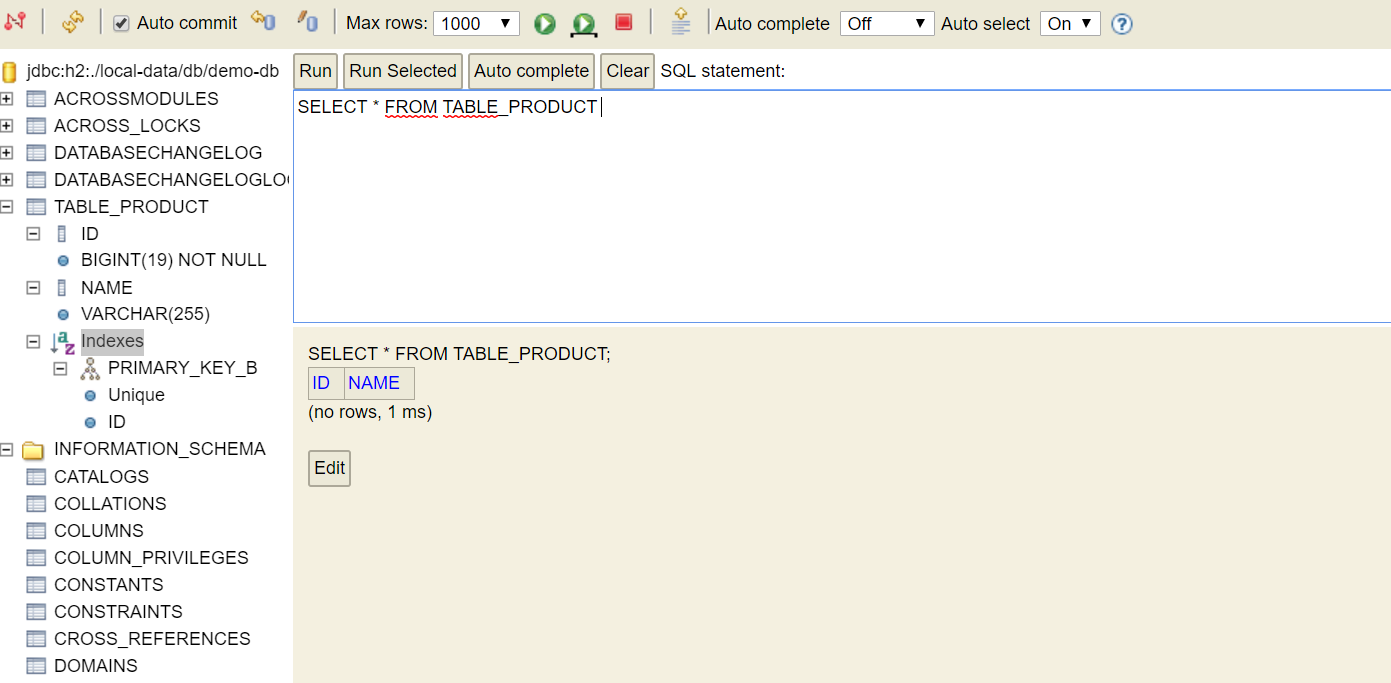 Auto commit Max rows: 1000 Auto complete Off Auto select On
jdbc:h2:./local-data/db/demo-db
ACROSSMODULES
ACROSS_LOCKS
DATABASECHANGELOG
DATABASECHANGELOGLO
TABLE_PRODUCT
ID
BIGINT(19) NOT NULL
NAME
VARCHAR(255)
Indexes
PRIMARY_KEY_B
Unique
ID
INFORMATION_SCHEMA
CATALOGS
COLLATIONS
COLUMNS
COLUMN_PRIVILEGES
CONSTANTS
CONSTRAINTS
CROSS_REFERENCES
DOMAINS
Run Run Selected Auto complete Clear SQL statement:
SELECT * FROM TABLE_PRODUCT
SELECT * FROM TABLE_PRODUCT;
ID NAME
(no rows, 1 ms)
Edit